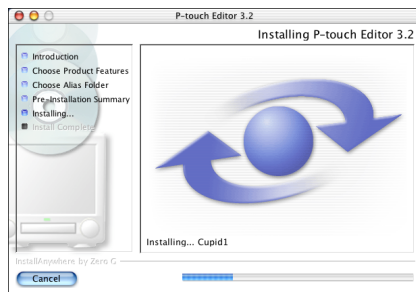 P-touch Editor 3.2
Installing P-touch Editor 3.2
Introduction
Choose Product Features
Choose Alias Folder
Pre-Installation Summary
Installing...
Install Complete
Installing... Cupid1
InstallAnywhere by Zero G
Cancel